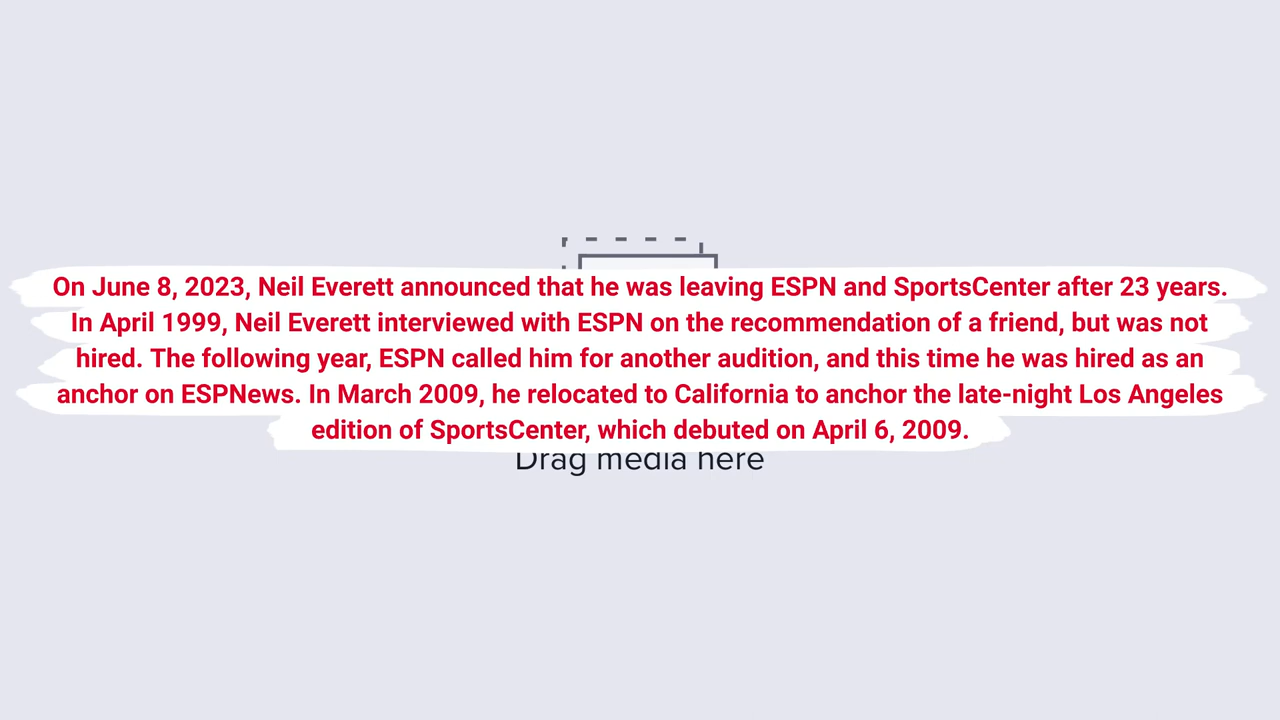 On June 8, 2023, Neil Everett announced that he was leaving ESPN and SportsCenter after 23 years.
In April 1999, Neil Everett interviewed with ESPN on the recommendation of a friend, but was not
hired. The following year, ESPN called him for another audition, and this time he was hired as an
anchor on ESPNews. In March 2009, he relocated to California to anchor the late-night Los Angeles
edition of SportsCenter, which debuted on April 6, 2009.
Drag media here